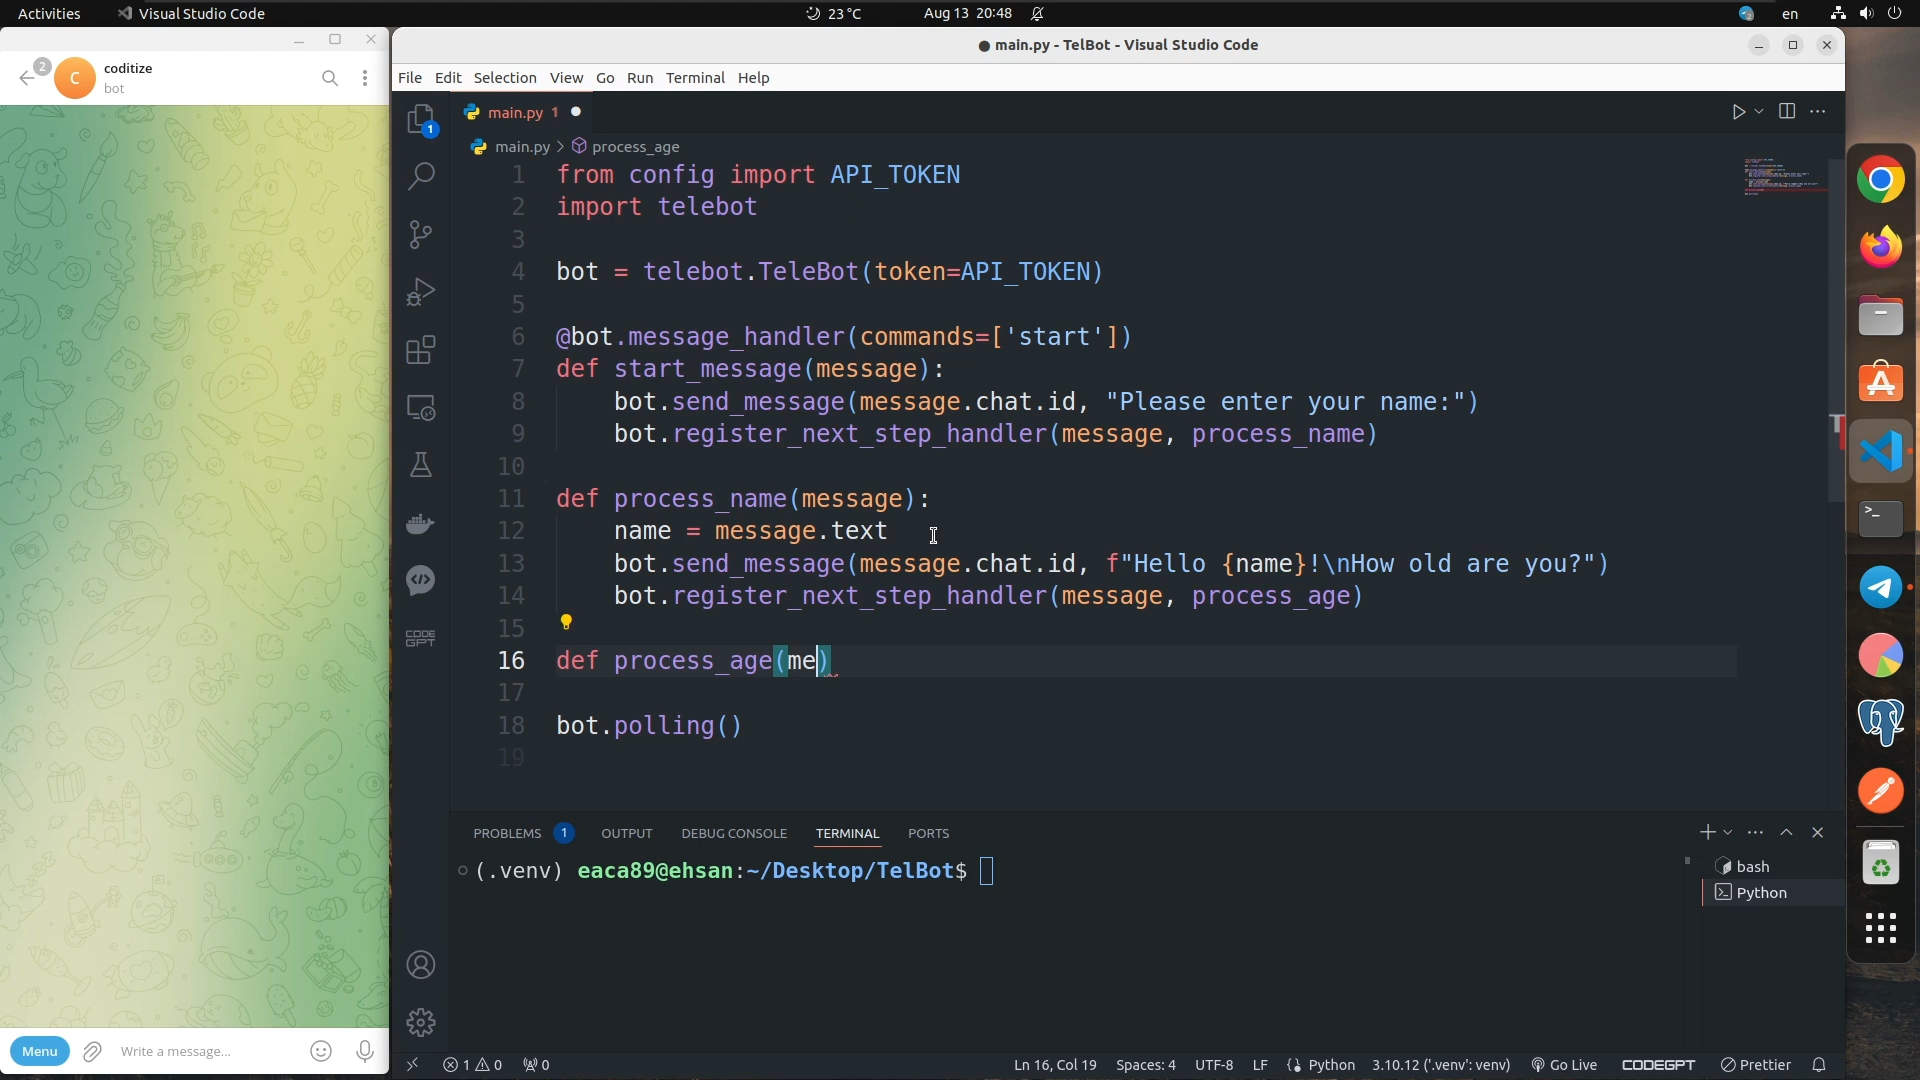 Activities
Visual Studio Code
23 °C
Aug 13 20:48
en
2
C
coditize
bot
Menu
Write a message...
● main.py - TelBot - Visual Studio Code
File Edit Selection View Go Run Terminal Help
1
main.py 1
main.py > process_age
1 from config import API_TOKEN
2 import telebot
3
4 bot = telebot.TeleBot(token=API_TOKEN)
5
6 @bot.message_handler(commands=['start'])
7 def start_message(message):
8     bot.send_message(message.chat.id, "Please enter your name:")
9     bot.register_next_step_handler(message, process_name)
10
11 def process_name(message):
12     name = message.text
13     bot.send_message(message.chat.id, f"Hello {name}!\nHow old are you?")
14     bot.register_next_step_handler(message, process_age)
15
16 def process_age(me)
17
18 bot.polling()
19
CODE
GPT
PROBLEMS 1 OUTPUT DEBUG CONSOLE TERMINAL PORTS
(.venv) eaca89@ehsan:~/Desktop/TelBot$
bash
Python
1 0 0
Ln 16, Col 19 Spaces: 4 UTF-8 LF Python 3.10.12 ('.venv': venv) Go Live CODEGPT Prettier